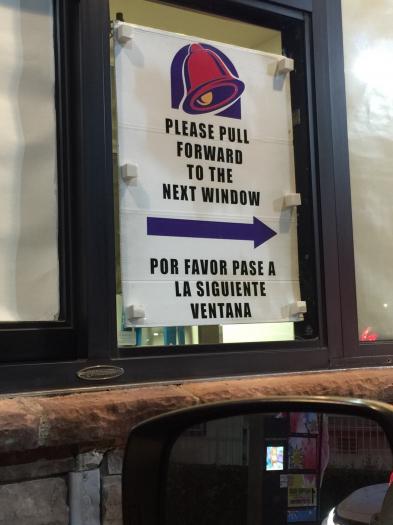 PLEASE PULL
FORWARD
TO THE
NEXT WINDOW
POR FAVOR PASE A
LA SIGUIENTE
VENTANA